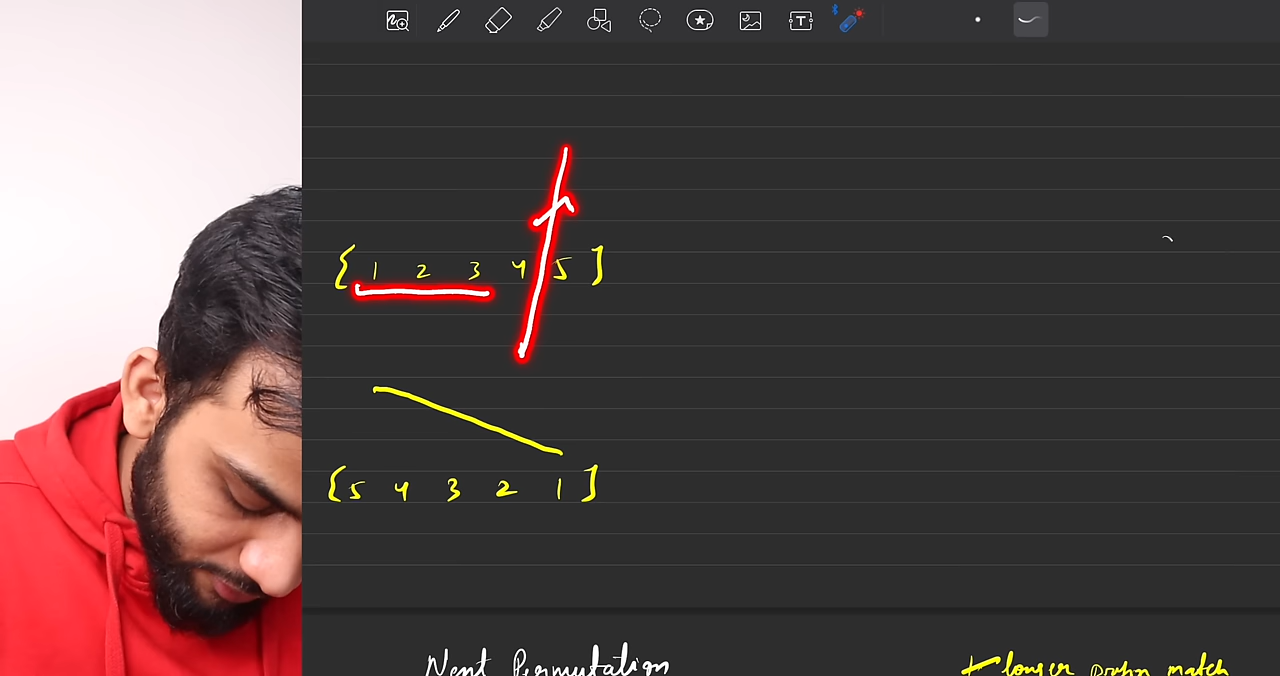 { 1 2 3 4 5 }
{ 5 4 3 2 1 }
Next Permutation
longer prefix match